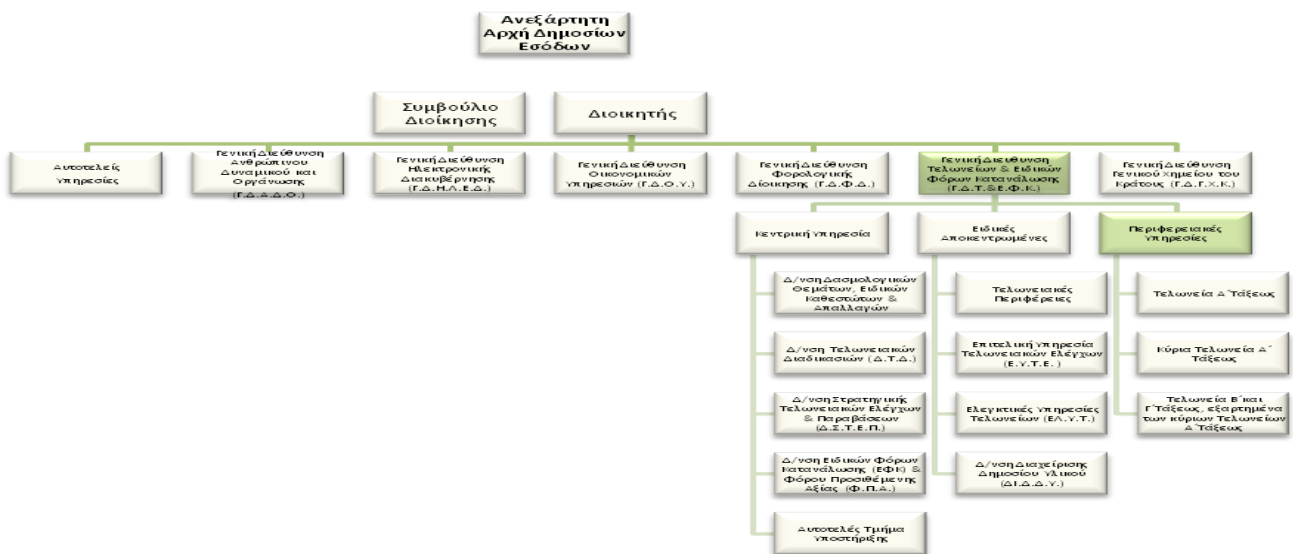 Ανεξάρτητη
Αρχή Δημοσίων
Εσόδων
Συμβούλιο
Διοίκησης
Διοικητής
Αυτοτελείς
Υπηρεσίες
Γενική Διεύθυνση
Ανθρώπινου
Δυναμικού και
Οργάνωσης
(Γ.Δ.Α.Δ.Ο.)
Γενική Διεύθυνση
Ηλεκτρονικής
Διακυβέρνησης
(Γ.Δ.ΗΛ.Ε.Δ.)
Γενική Διεύθυνση
Οικονομικών
Υπηρεσιών (Γ.Δ.Ο.Υ.)
Γενική Διεύθυνση
Φορολογικής
Διοίκησης (Γ.Δ.Φ.Δ.)
Γενική Διευθυνση
Τελωνείων & Ειδικών
Φόρων Κατανάλωσης
(Γ.Δ.Τ.&Ε.Φ.Κ.)
Γενική Διεύθυνση
Γενικού Χημείου του
Κράτους (Γ.Δ.Γ.Χ.Κ.)
Κεντρική Υπηρεσία
Ειδικές
Αποκεντρωμένες
Περιφερειακές
Υπηρεσίες
Δ/νση Δασμολογικών
Θεμάτων, Ειδικών
Καθεστώτων &
Απαλλαγών
Δ/νση Τελωνειακών
Διαδικασιών (Δ.Τ.Δ.)
Δ/νση Στρατηγικής
Τελωνειακών Ελέγχων
& Παραβάσεων
(Δ.Σ.Τ.Ε.Π.)
Δ/νση Ειδικών Φόρων
Κατανάλωσης (ΕΦΚ) &
Φόρου Προσιθέμενης
Αξίας (Φ.Π.Α.)
Αυτοτελές Τμήμα
Υποστήριξης
Τελωνειακές
Περιφέρειες
Επιτελική Υπηρεσία
Τελωνειακών Ελέγχων
(Ε.Υ.Τ.Ε.)
Ελεγκτικές Υπηρεσίες
Τελωνείων (ΕΛ.Υ.Τ.)
Δ/νση Διαχείρισης
Δημοσίου Υλικού
(ΔΙ.Δ.Δ.Υ.)
Τελωνεία Α΄Τάξεως
Κύρια Τελωνεία Α΄
Τάξεως
Τελωνεία Β΄και
Γ΄Τάξεως, εξαρτημένα
των κύριων Τελωνείων
Α΄Τάξεως